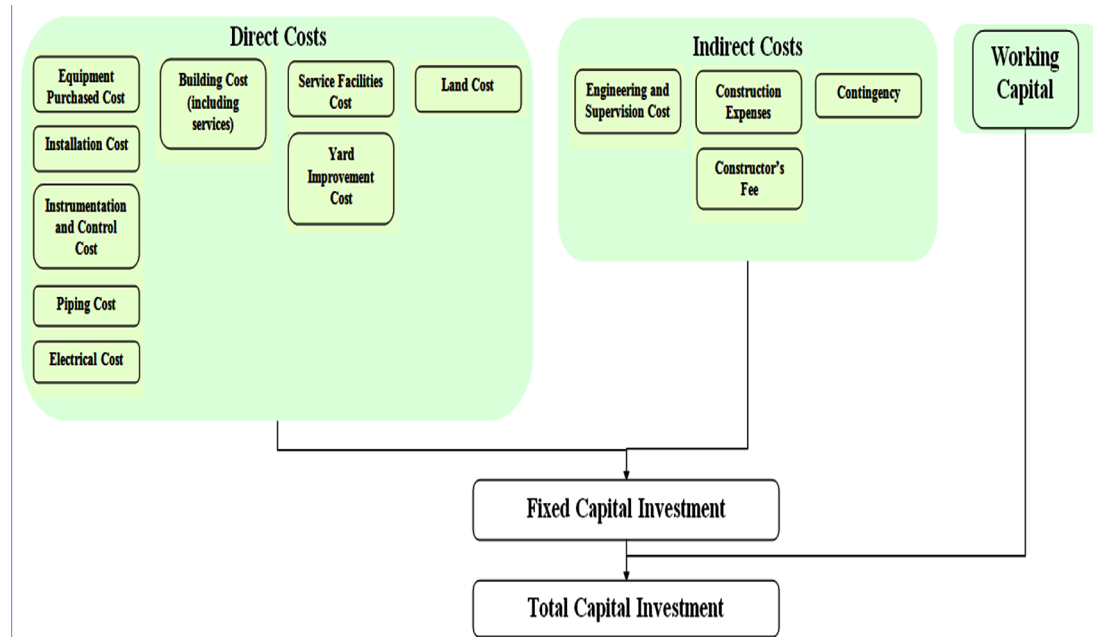 Direct Costs
Equipment
Purchased Cost
Installation Cost
Instrumentation
and Control
Cost
Piping Cost
Electrical Cost
Building Cost
(including
services)
Service Facilities
Cost
Yard
Improvement
Cost
Land Cost
Indirect Costs
Engineering and
Supervision Cost
Construction
Expenses
Constructor's
Fee
Contingency
Working
Capital
Fixed Capital Investment
Total Capital Investment